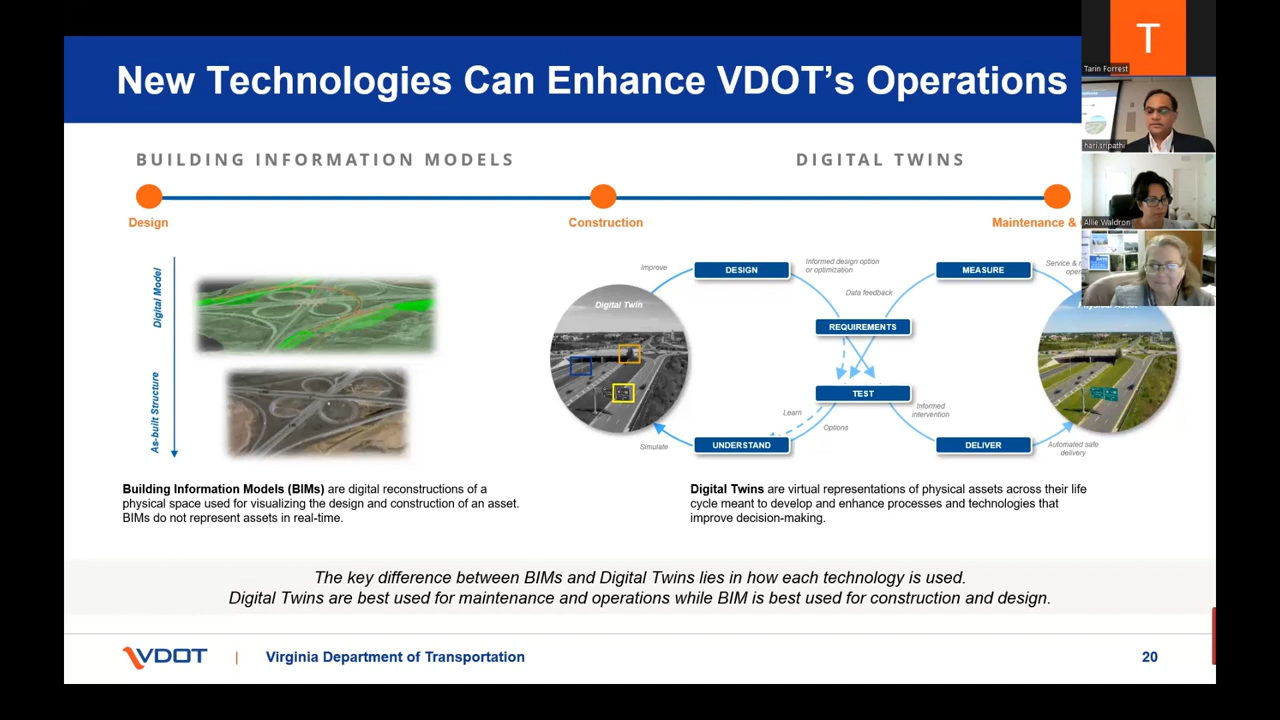 New Technologies Can Enhance VDOT's Operations
T
Tarin Forrest
hari.sripathi
Allie Waldron
BUILDING INFORMATION MODELS
DIGITAL TWINS
Design
Construction
Maintenance &
Digital Model
As-built Structure
Digital Twin
Improve
DESIGN
Informed design option
or optimization
Data feedback
MEASURE
Service &
REQUIREMENTS
TEST
Learn
Options
Informed
intervention
Simulate
UNDERSTAND
DELIVER
Automated safe
delivery
Building Information Models (BIMs) are digital reconstructions of a
physical space used for visualizing the design and construction of an asset.
BIMs do not represent assets in real-time.
Digital Twins are virtual representations of physical assets across their life
cycle meant to develop and enhance processes and technologies that
improve decision-making.
The key difference between BIMs and Digital Twins lies in how each technology is used.
Digital Twins are best used for maintenance and operations while BIM is best used for construction and design.
VDOT
Virginia Department of Transportation
20